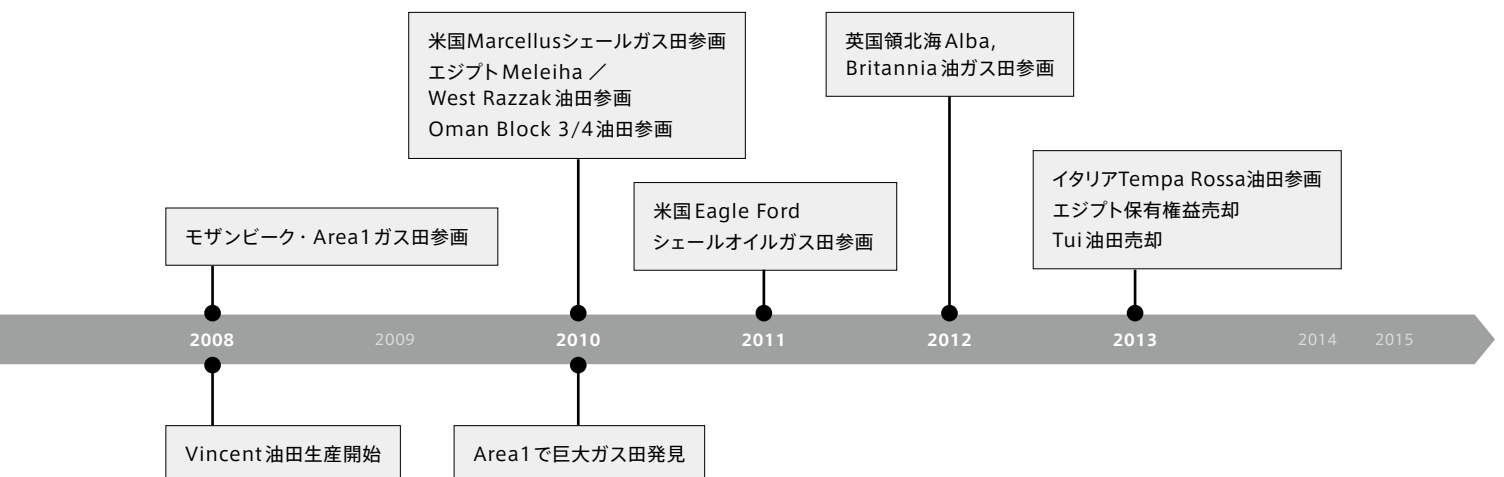 米国Marcellusシェールガス田参画
エジプトMeleiha ／
West Razzak油田参画
Oman Block 3/4油田参画
英国領北海Alba,
Britannia油ガス田参画
モザンビーク・Area1ガス田参画
米国Eagle Ford
シェールオイルガス田参画
イタリアTempa Rossa油田参画
エジプト保有権益売却
Tui油田売却
2008 2009 2010 2011 2012 2013 2014 2015
Vincent油田生産開始
Area1で巨大ガス田発見